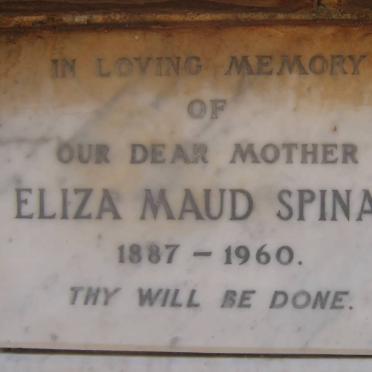 IN LOVING MEMORY
OF
OUR DEAR MOTHER
ELIZA MAUD SPINA
1887 – 1960.
THY WILL BE DONE.